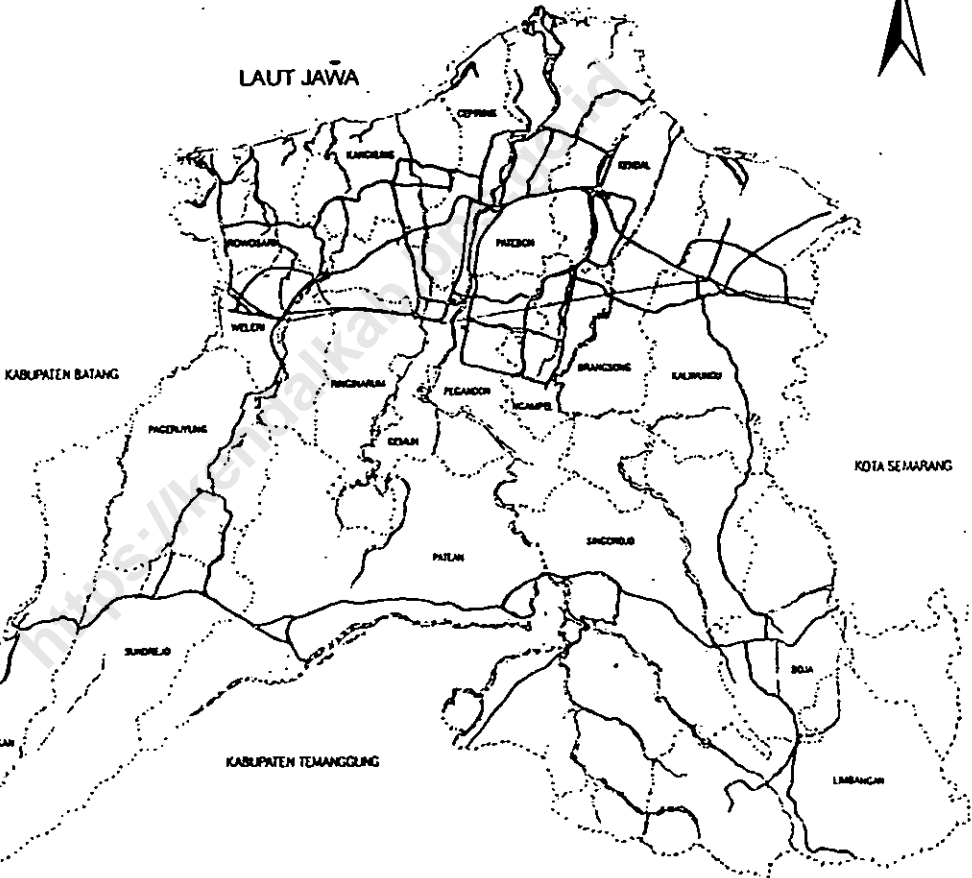 LAUT JAWA
CEPIRING
KANGKUNG
KENDAL
ROWOSARI
PATEBON
WELERI
BRANGSONG
KALIWUNGU
KABUPATEN BATANG
RINGINARUM
PEGANDON
NGAMPEL
PAGERUYUNG
GEMUH
KOTA SEMARANG
PATEAN
SINGOROJO
SUKOREJO
BOJA
KABUPATEN TEMANGGUNG
LIMBANGAN